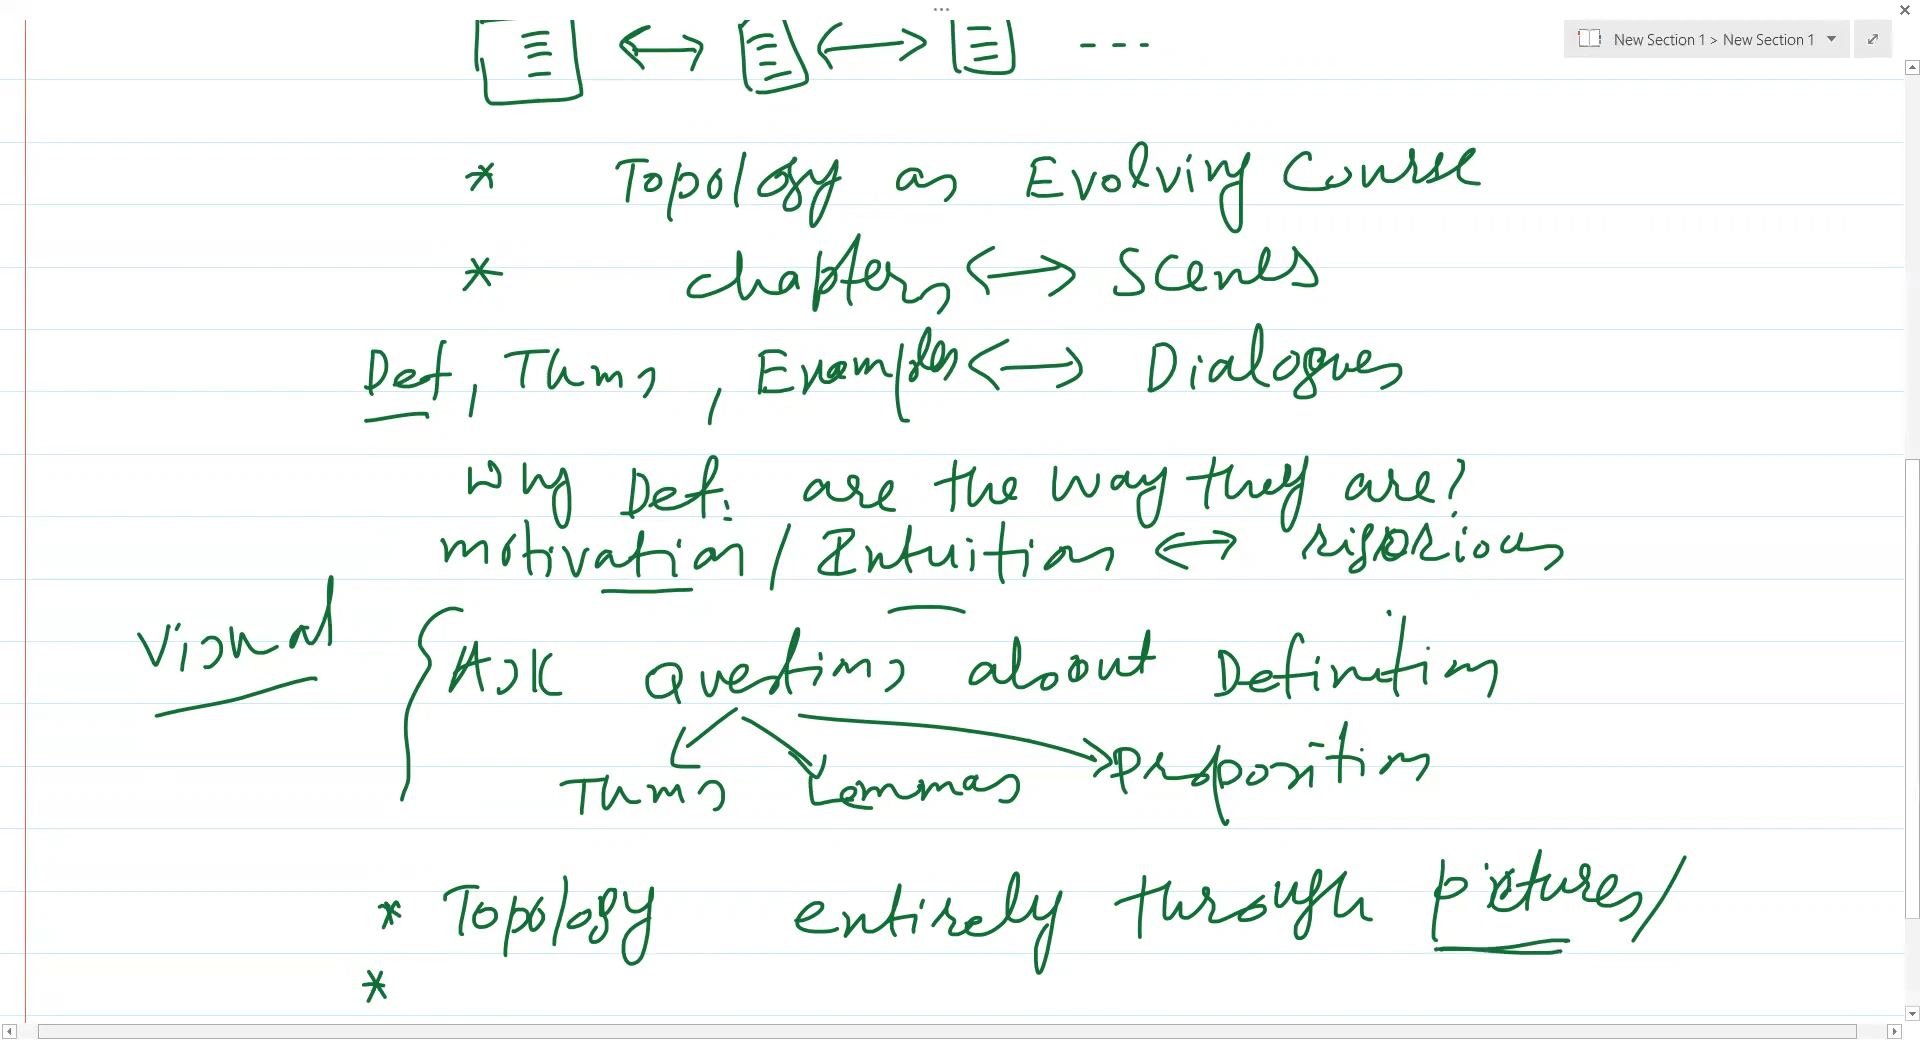 New Section 1 > New Section 1
* Topology as Evolving Course
* chapters <-> Scenes
Def, Thms, Examples <-> Dialogues
Why Def. are the way they are?
motivation / Intuition <-> rigorious
Visual
Ask Questions about Definition
Thms Lemmas Proposition
* Topology entirely through pictures/
*